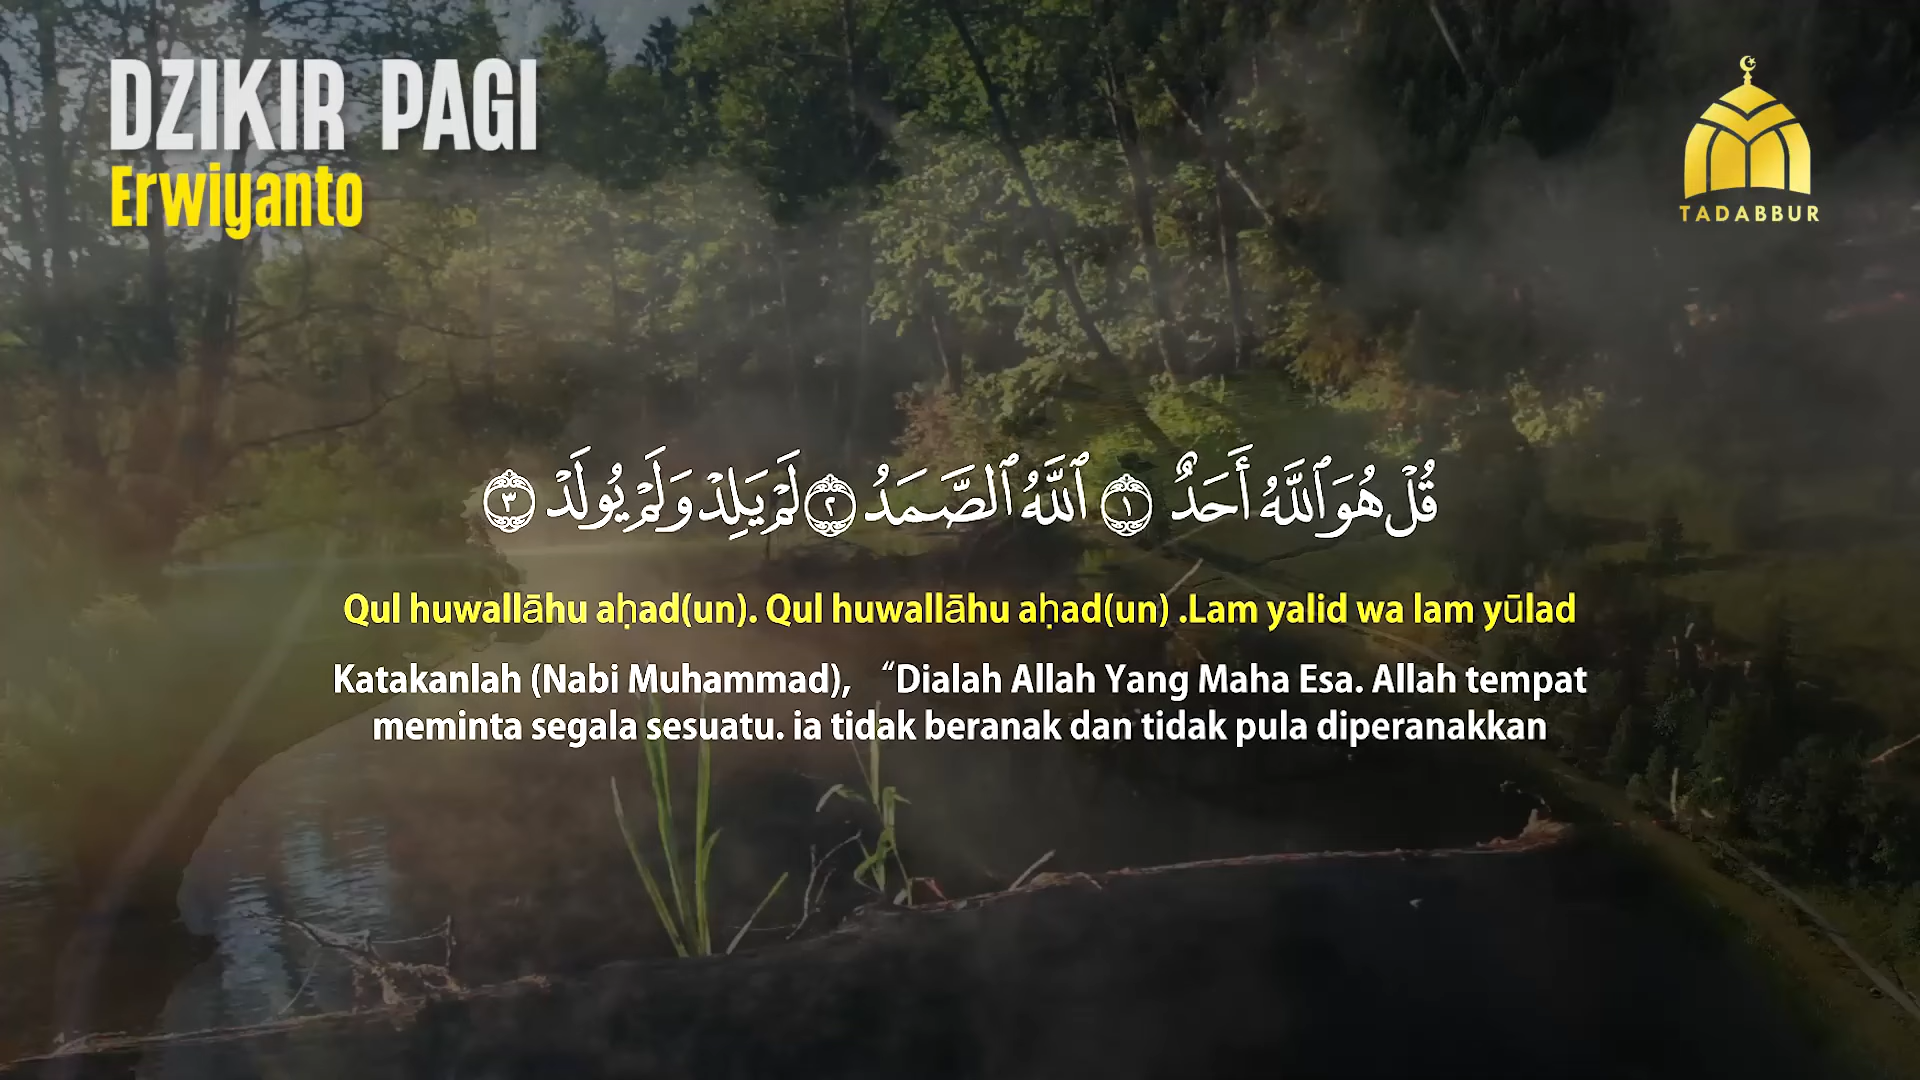 DZIKIR PAGI
Erwiyanto
TADABBUR
قُلْ هُوَ ٱللَّهُ أَحَدٌ ۝١ ٱللَّهُ ٱلصَّمَدُ ۝٢ لَمْ يَلِدْ وَلَمْ يُولَدْ ۝٣
Qul huwallāhu aḥad(un). Qul huwallāhu aḥad(un) .Lam yalid wa lam yūlad
Katakanlah (Nabi Muhammad), “Dialah Allah Yang Maha Esa. Allah tempat
meminta segala sesuatu. ia tidak beranak dan tidak pula diperanakkan